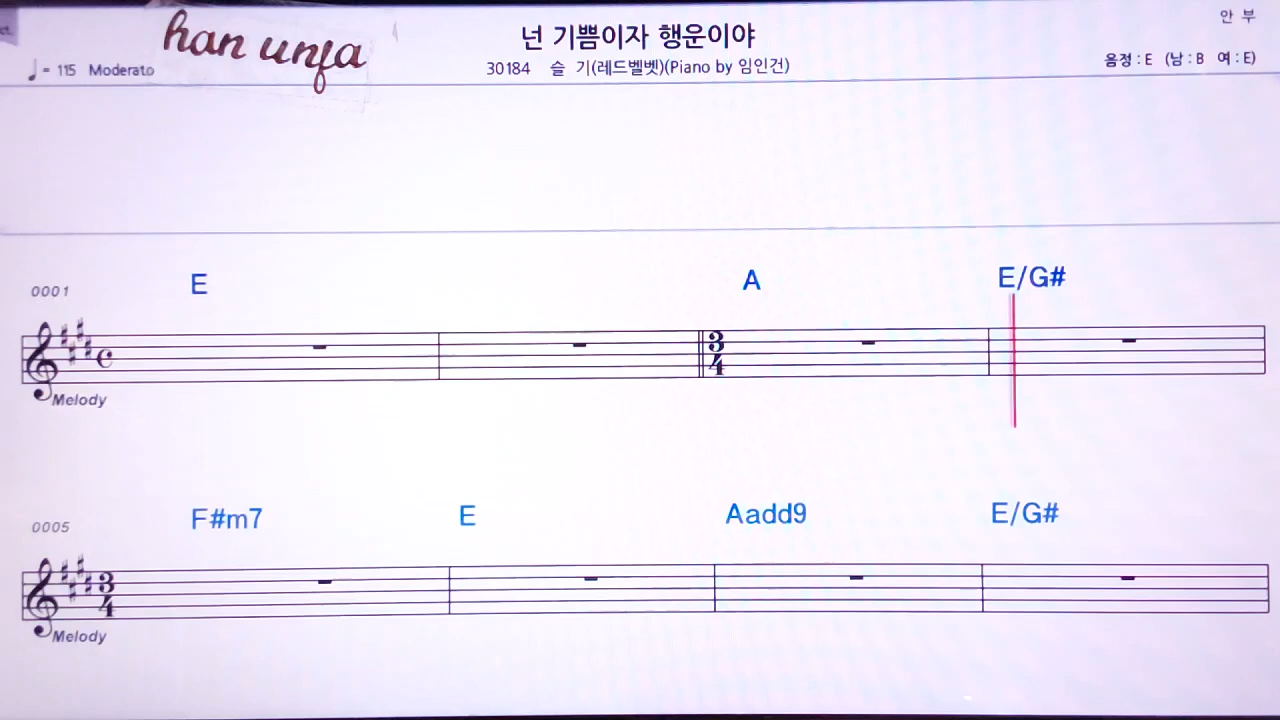 ct.
han unfa
넌 기쁨이자 행운이야
안 부
♩= 115 Moderato
30184 슬 기(레드벨벳)(Piano by 임인건)
음정 : E (남 : B 여 : E)
0001 E A E/G#
3 4
Melody
0005 F#m7 E Aadd9 E/G#
3 4
Melody